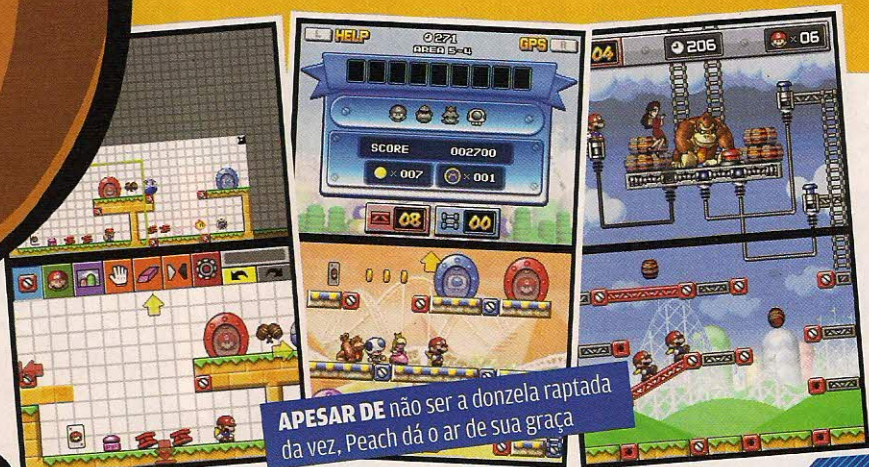 L HELP
271
GPS R
AREA 5-4
SCORE 002700
× 007
× 001
08
00
04
206
× 06
APESAR DE não ser a donzela raptada
da vez, Peach dá o ar de sua graça